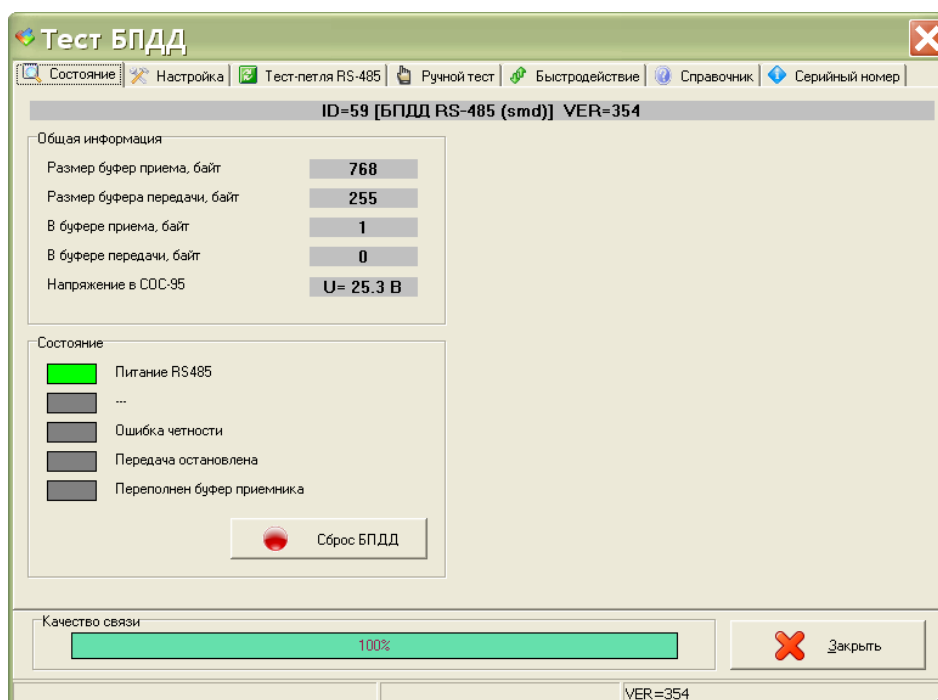 Тест БПДД
Состояние Настройка Тест-петля RS-485 Ручной тест Быстродействие Справочник Серийный номер
ID=59 [БПДД RS-485 (smd)] VER=354
Общая информация
Размер буфер приема, байт 768
Размер буфера передачи, байт 255
В буфере приема, байт 1
В буфере передачи, байт 0
Напряжение в СОС-95 U= 25.3 В
Состояние
Питание RS485
---
Ошибка четности
Передача остановлена
Переполнен буфер приемника
Сброс БПДД
Качество связи
100%
Закрыть
VER=354